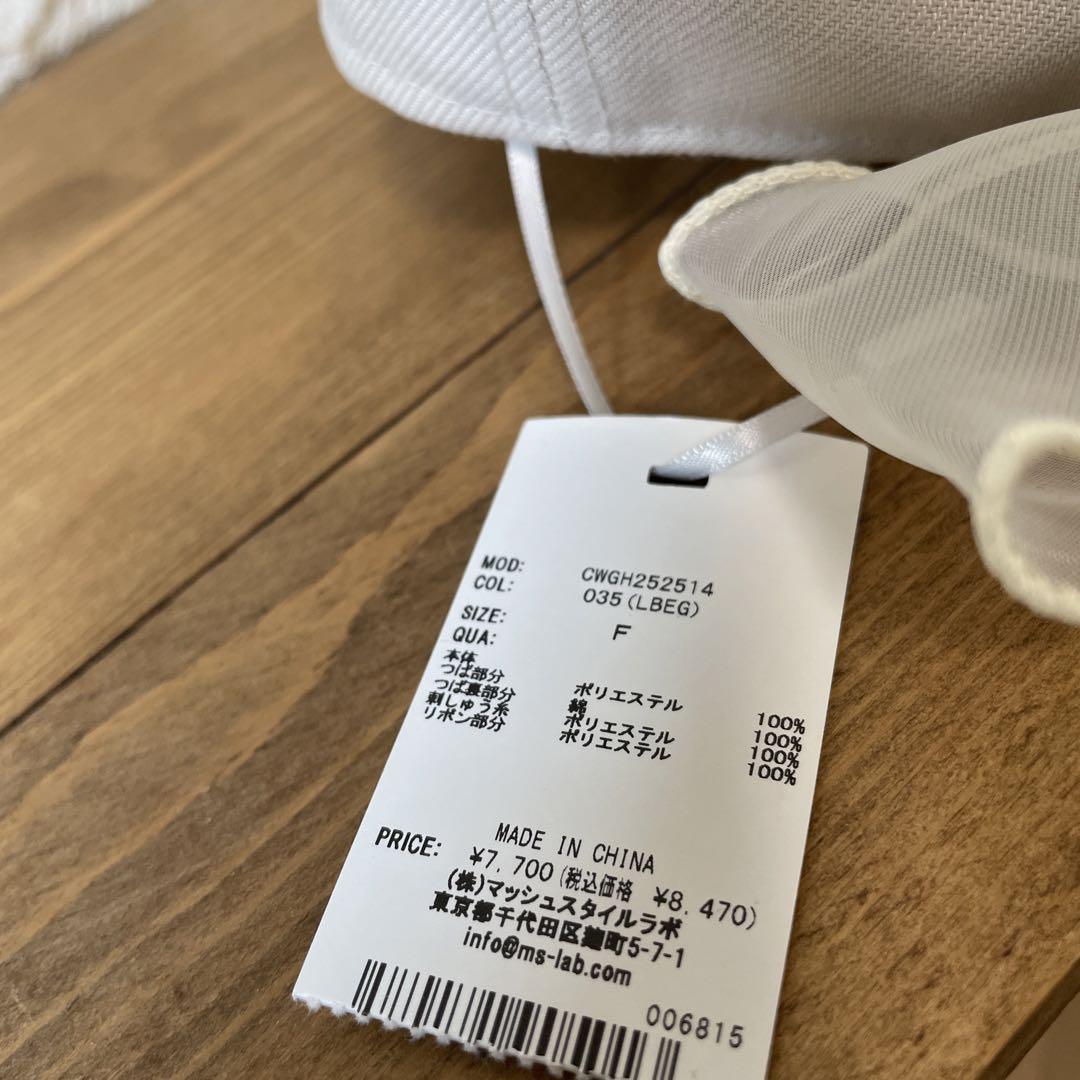 MOD: CWGH252514
COL: 035(LBEG)
SIZE: F
QUA:
本体
つば部分 ポリエステル 100%
つば裏部分 綿 100%
刺しゅう糸 ポリエステル 100%
リボン部分 ポリエステル 100%
MADE IN CHINA
PRICE: ¥7,700(税込価格 ¥8,470)
(株)マッシュスタイルラボ
東京都千代田区麹町5-7-1
info@ms-lab.com
006815